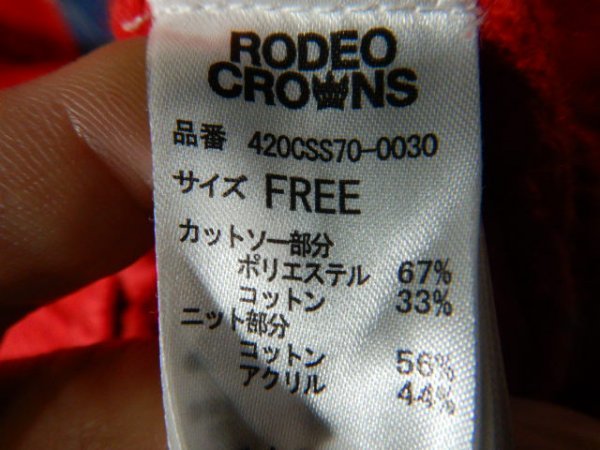 RODEO
CROWNS
品番 420CSS70-0030
サイズ FREE
カットソー部分
ポリエステル 67%
コットン 33%
ニット部分
コットン 56%
アクリル 44%